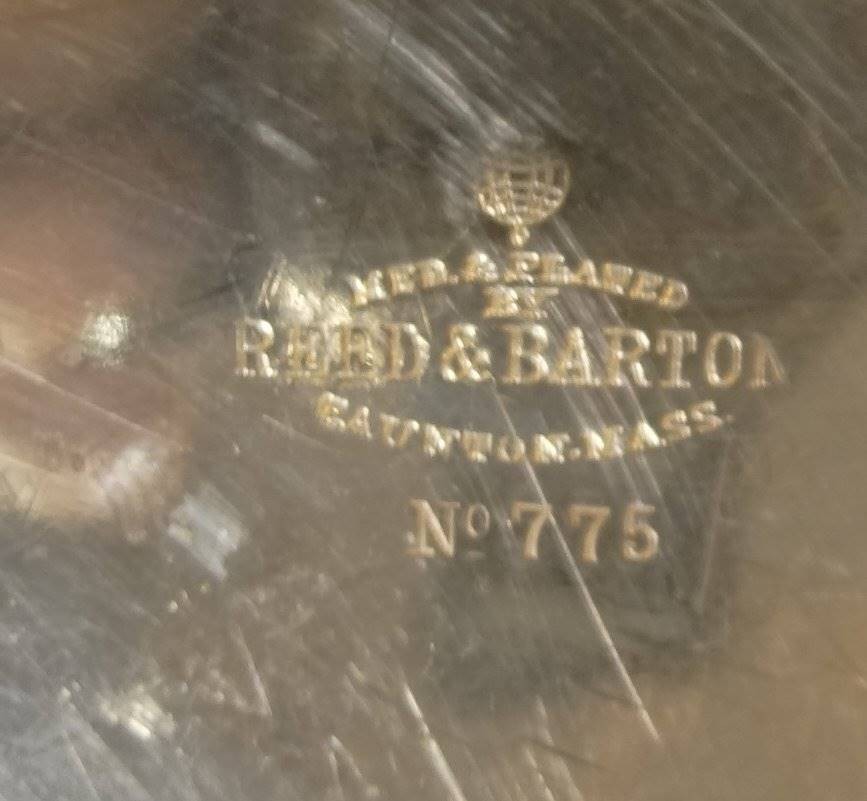 MFD. & PLATED
BY
REED & BARTON
TAUNTON. MASS.
No 775